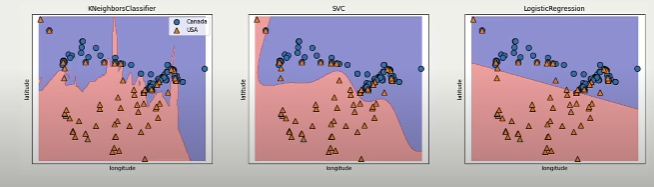 KNeighborsClassifier
Canada
USA
latitude
longitude
SVC
latitude
longitude
LogisticRegression
latitude
longitude